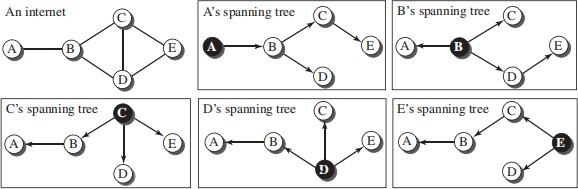 An internet
A
B
C
D
E
A's spanning tree
A
B
C
D
E
B's spanning tree
A
B
C
D
E
C's spanning tree
A
B
C
D
E
D's spanning tree
A
B
C
D
E
E's spanning tree
A
B
C
D
E